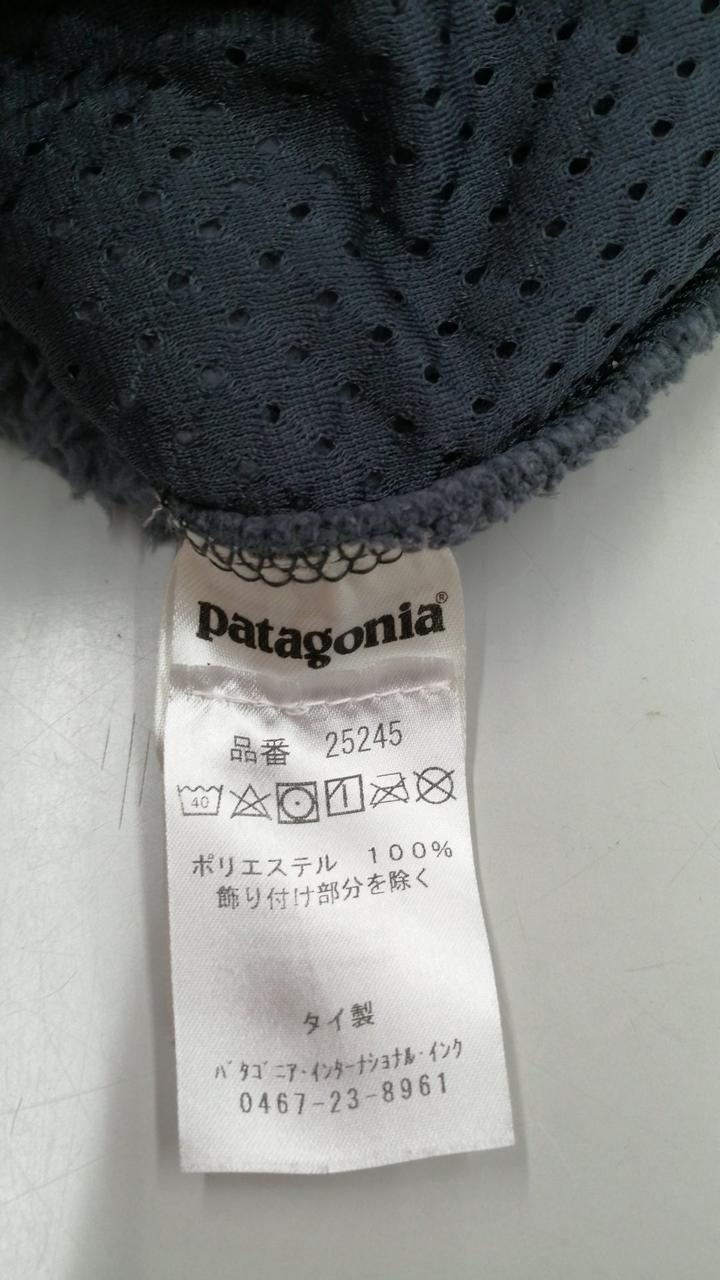 patagonia®
品番 25245
40
ポリエステル 100%
飾り付け部分を除く
タイ製
パタゴニア・インターナショナル・インク
0467-23-8961